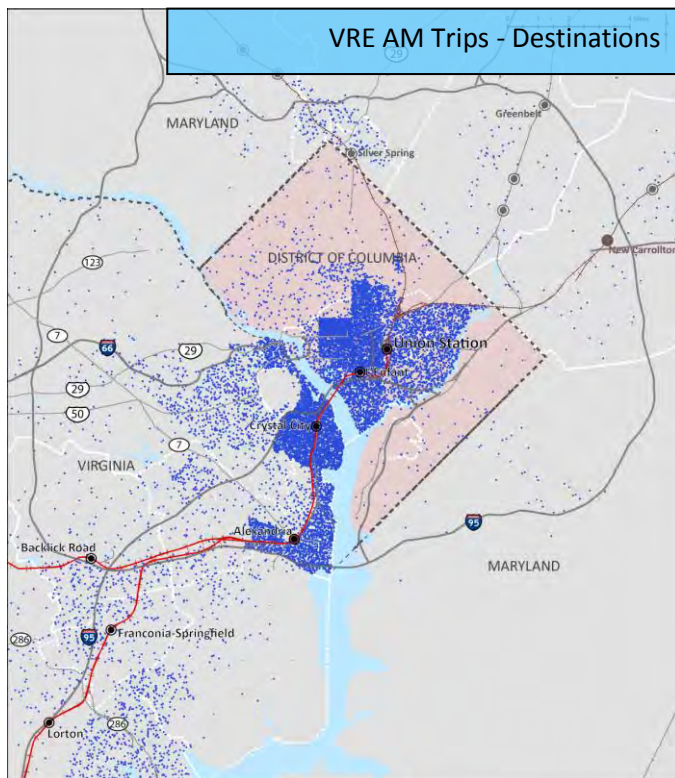 VRE AM Trips - Destinations
29
MARYLAND
Greenbelt
Silver Spring
New Carrollton
DISTRICT OF COLUMBIA
123
7
66
29
Union Station
L'Enfant
29
50
Crystal City
7
VIRGINIA
Alexandria
95
Backlick Road
MARYLAND
286
95
Franconia-Springfield
286
Lorton